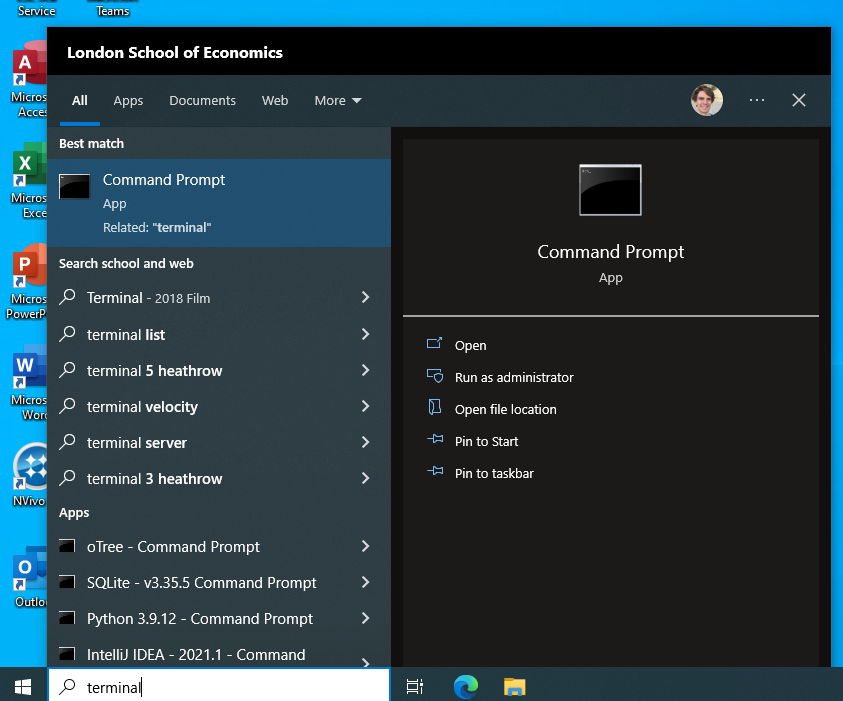 Service
Teams
London School of Economics
All Apps Documents Web More
Best match
Command Prompt
App
Related: "terminal"
Search school and web
Terminal - 2018 Film
terminal list
terminal 5 heathrow
terminal velocity
terminal server
terminal 3 heathrow
Apps
oTree - Command Prompt
SQLite - v3.35.5 Command Prompt
Python 3.9.12 - Command Prompt
IntelliJ IDEA - 2021.1 - Command
terminal
Command Prompt
App
Open
Run as administrator
Open file location
Pin to Start
Pin to taskbar
A
Micros
Acce
X
Micros
Exce
P
Micros
PowerP
W
Micros
Word
NVivo
O
Outloo